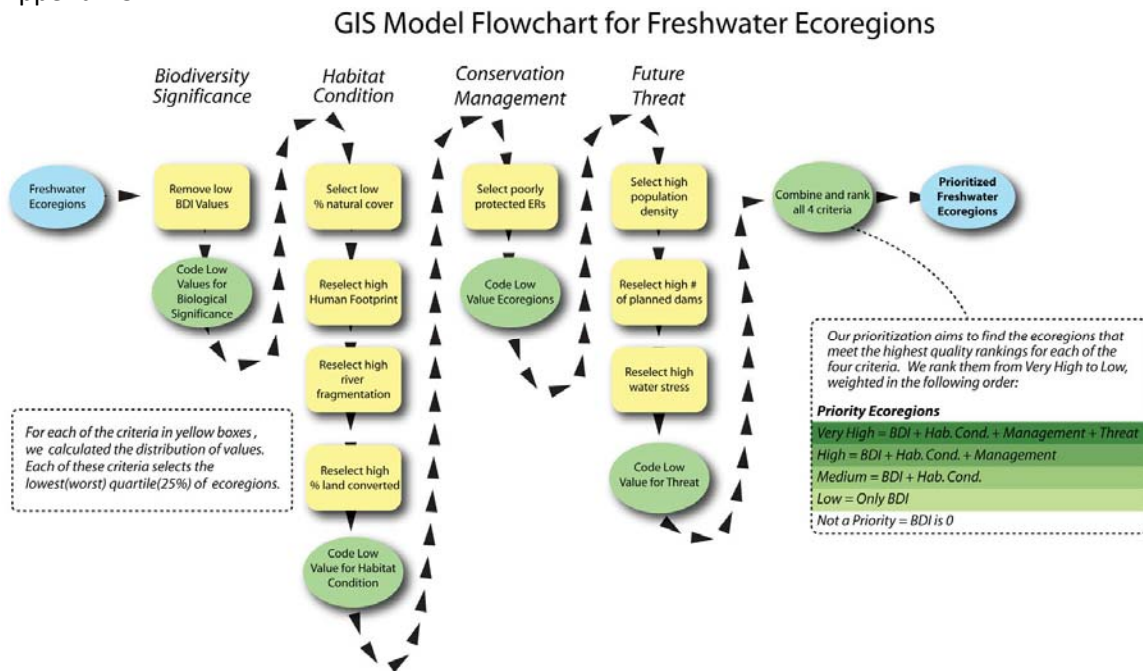 GIS Model Flowchart for Freshwater Ecoregions
Biodiversity
Significance
Habitat
Condition
Conservation
Management
Future
Threat
Freshwater
Ecoregions
Remove low
BDI Values
Code Low
Values for
Biological
Significance
Select low
% natural cover
Reselect high
Human Footprint
Reselect high
river
fragmentation
Reselect high
% land converted
Code Low
Value for Habitat
Condition
Select poorly
protected ERs
Code Low
Value Ecoregions
Select high
population
density
Reselect high #
of planned dams
Reselect high
water stress
Code Low
Value for Threat
Combine and rank
all 4 criteria
Prioritized
Freshwater
Ecoregions
For each of the criteria in yellow boxes ,
we calculated the distribution of values.
Each of these criteria selects the
lowest(worst) quartile(25%) of ecoregions.
Our prioritization aims to find the ecoregions that
meet the highest quality rankings for each of the
four criteria. We rank them from Very High to Low,
weighted in the following order:
Priority Ecoregions
Very High = BDI + Hab. Cond. + Management + Threat
High = BDI + Hab. Cond. + Management
Medium = BDI + Hab. Cond.
Low = Only BDI
Not a Priority = BDI is 0